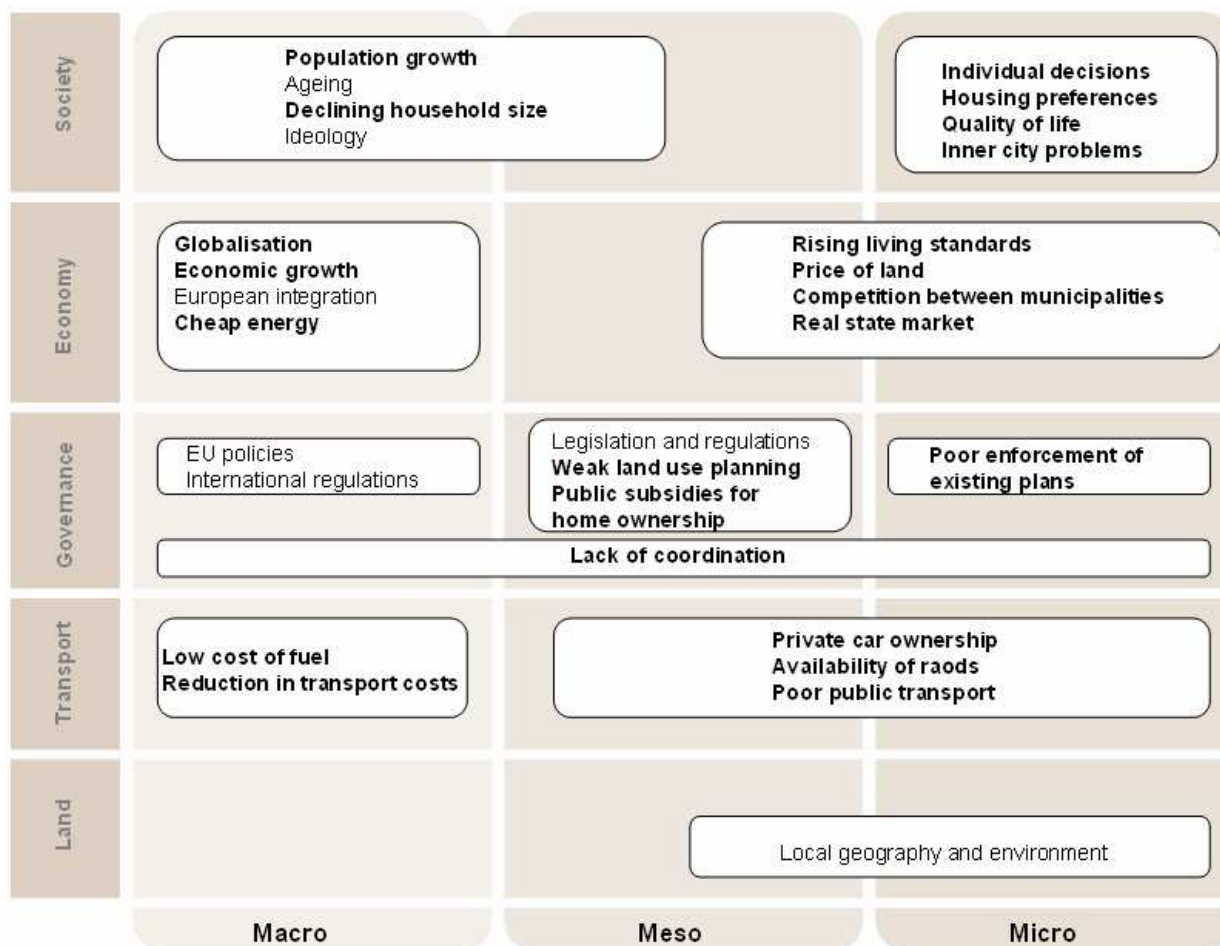 Society
Population growth
Ageing
Declining household size
Ideology
Individual decisions
Housing preferences
Quality of life
Inner city problems
Economy
Globalisation
Economic growth
European integration
Cheap energy
Rising living standards
Price of land
Competition between municipalities
Real state market
Governance
EU policies
International regulations
Legislation and regulations
Weak land use planning
Public subsidies for
home ownership
Poor enforcement of
existing plans
Lack of coordination
Transport
Low cost of fuel
Reduction in transport costs
Private car ownership
Availability of raods
Poor public transport
Land
Local geography and environment
Macro
Meso
Micro